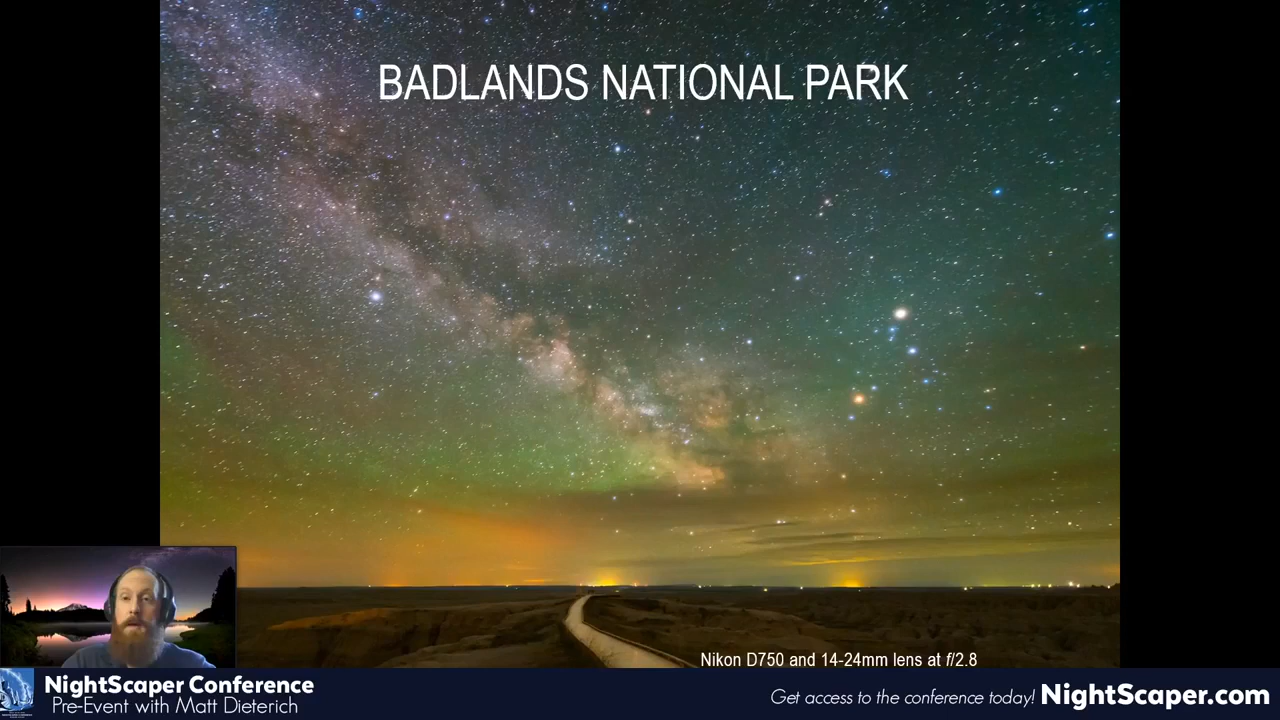 BADLANDS NATIONAL PARK
Nikon D750 and 14-24mm lens at f/2.8
NightScaper Conference
Pre-Event with Matt Dieterich
Get access to the conference today! NightScaper.com